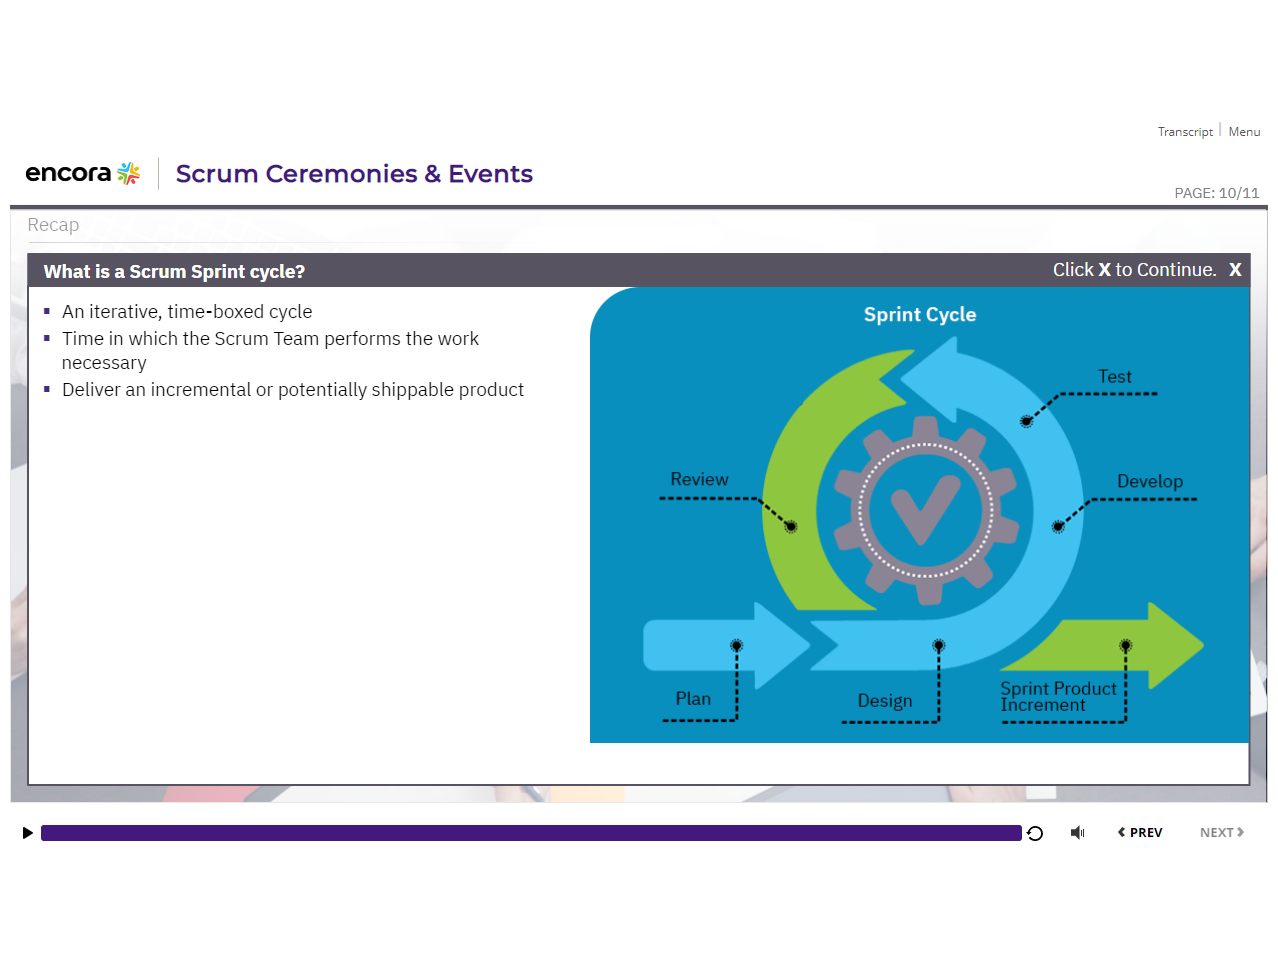 Transcript | Menu
encora
Scrum Ceremonies & Events
PAGE: 10/11
Recap
What is a Scrum Sprint cycle?
Click X to Continue. X
▪ An iterative, time-boxed cycle
▪ Time in which the Scrum Team performs the work
necessary
▪ Deliver an incremental or potentially shippable product
Sprint Cycle
Test
Review
Develop
Plan
Design
Sprint Product
Increment
PREV
NEXT